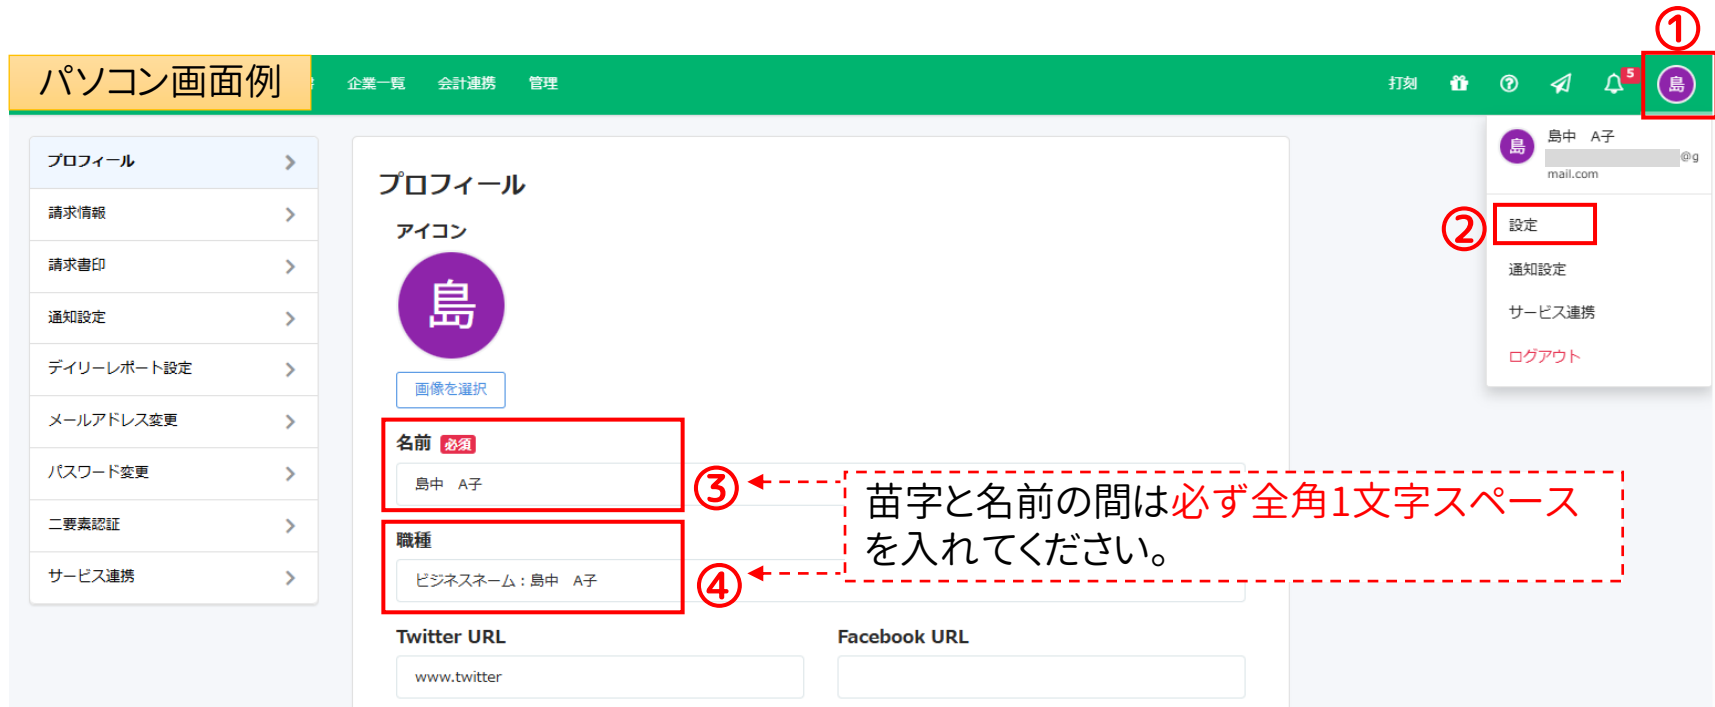 ①
パソコン画面例
企業一覧 会計連携 管理
打刻
5
島
プロフィール
請求情報
請求書印
通知設定
デイリーレポート設定
メールアドレス変更
パスワード変更
二要素認証
サービス連携
プロフィール
アイコン
島
画像を選択
名前 必須
島中　A子
③
職種
ビジネスネーム：島中　A子
④
苗字と名前の間は必ず全角1文字スペース
を入れてください。
Twitter URL
www.twitter
Facebook URL
島
島中　A子
@g
mail.com
②
設定
通知設定
サービス連携
ログアウト